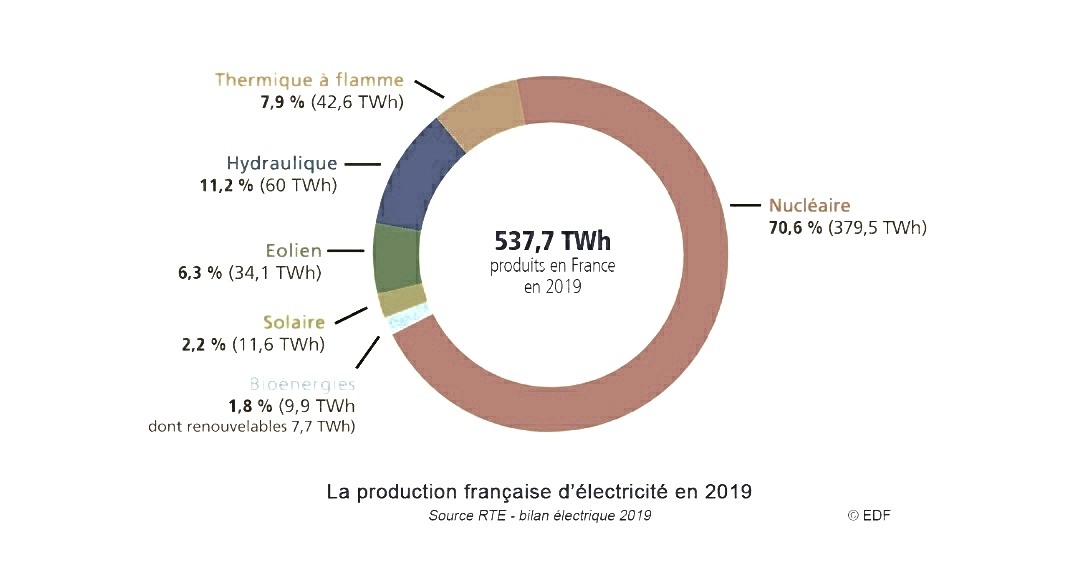 Thermique à flamme
7,9 % (42,6 TWh)
Hydraulique
11,2 % (60 TWh)
Eolien
6,3 % (34,1 TWh)
Solaire
2,2 % (11,6 TWh)
Bioénergies
1,8 % (9,9 TWh
dont renouvelables 7,7 TWh)
537,7 TWh
produits en France
en 2019
Nucléaire
70,6 % (379,5 TWh)
La production française d'électricité en 2019
Source RTE - bilan électrique 2019
© EDF